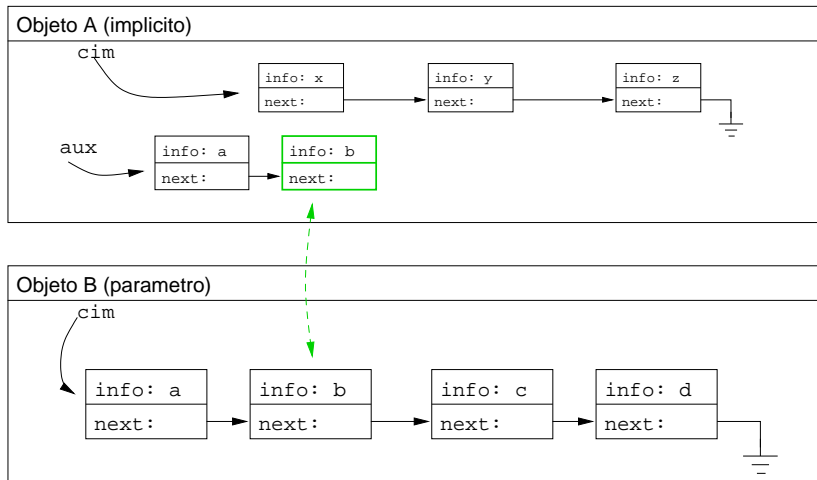 Objeto A (implicito)
cim
info: x
next:
info: y
next:
info: z
next:
aux
info: a
next:
info: b
next:
Objeto B (parametro)
cim
info: a
next:
info: b
next:
info: c
next:
info: d
next: